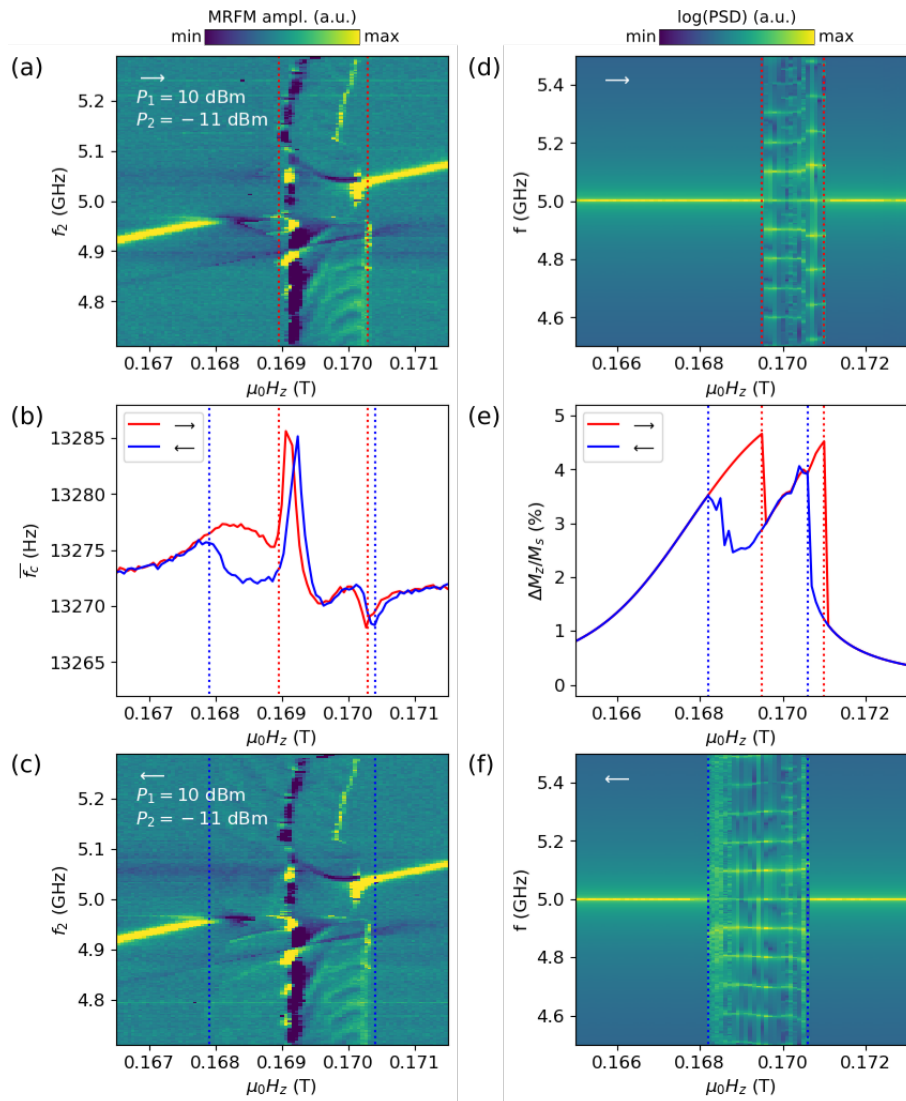 MRFM ampl. (a.u.)
min max
log(PSD) (a.u.)
min max
(a)
→
P₁ = 10 dBm
P₂ = −11 dBm
5.2
5.1
5.0
4.9
4.8
f₂ (GHz)
0.167 0.168 0.169 0.170 0.171
μ₀H_z (T)
(d)
→
5.4
5.2
5.0
4.8
4.6
f (GHz)
0.166 0.168 0.170 0.172
μ₀H_z (T)
(b)
→
←
13285
13280
13275
13270
13265
f̅_c (Hz)
0.167 0.168 0.169 0.170 0.171
μ₀H_z (T)
(e)
→
←
5
4
3
2
1
0
ΔM_z/M_s (%)
0.166 0.168 0.170 0.172
μ₀H_z (T)
(c)
←
P₁ = 10 dBm
P₂ = −11 dBm
5.2
5.1
5.0
4.9
4.8
f₂ (GHz)
0.167 0.168 0.169 0.170 0.171
μ₀H_z (T)
(f)
←
5.4
5.2
5.0
4.8
4.6
f (GHz)
0.166 0.168 0.170 0.172
μ₀H_z (T)